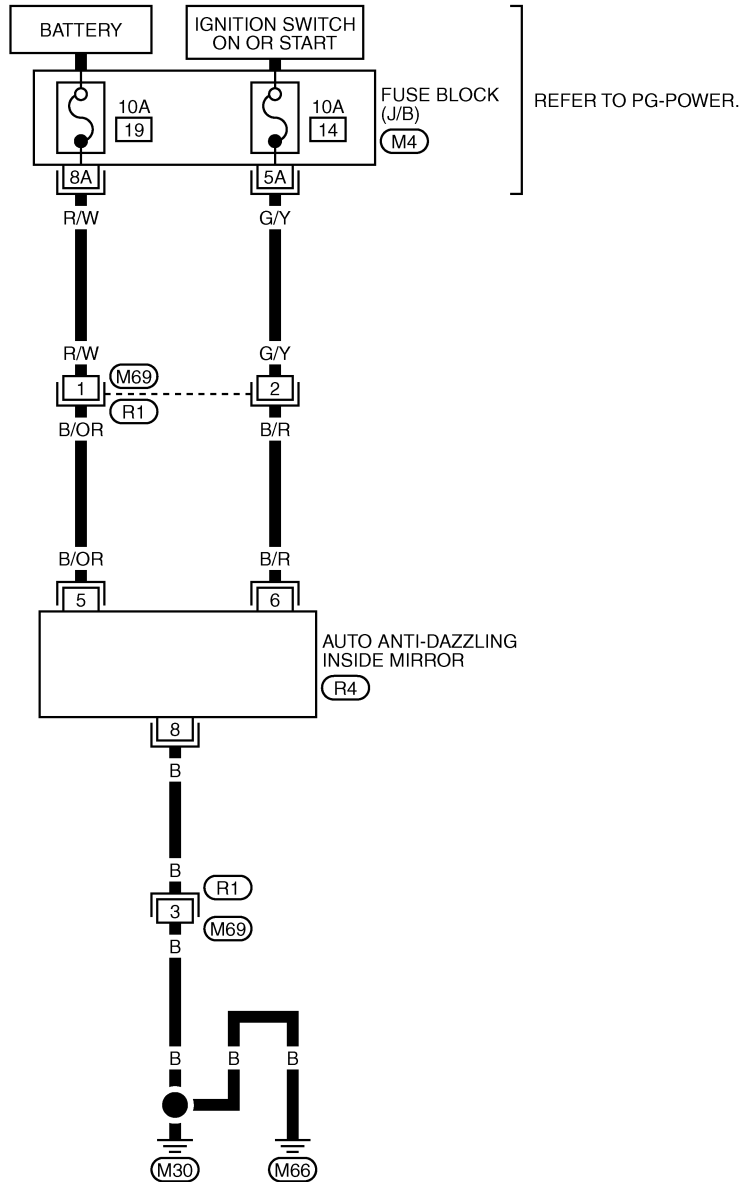 BATTERY
IGNITION SWITCH
ON OR START
10A
19
10A
14
FUSE BLOCK
(J/B)
M4
REFER TO PG-POWER.
8A
5A
R/W
G/Y
R/W
G/Y
1
M69
2
R1
B/OR
B/R
B/OR
B/R
5
6
AUTO ANTI-DAZZLING
INSIDE MIRROR
R4
8
B
B
R1
3
M69
B
B
B
B
M30
M66